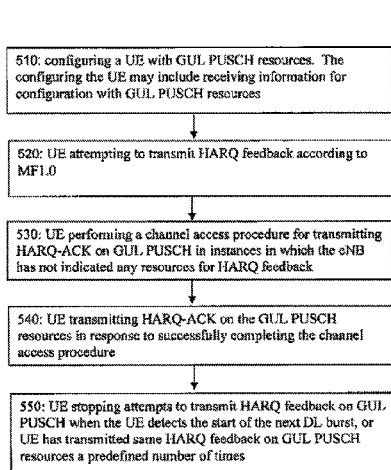 510: configuring a UE with GUL PUSCH resources. The
configuring the UE may include receiving information for
configuration with GUL PUSCH resources
520: UE attempting to transmit HARQ feedback according to
MF1.0
530: UE performing a channel access procedure for transmitting
HARQ-ACK on GUL PUSCH in instances in which the eNB
has not indicated any resources for HARQ feedback
540: UE transmitting HARQ-ACK on the GUL PUSCH
resources in response to successfully completing the channel
access procedure
550: UE stopping attempts to transmit HARQ feedback on GUL
PUSCH when the UE detects the start of the next DL burst, or
UE has transmitted same HARQ feedback on GUL PUSCH
resources a predefined number of times